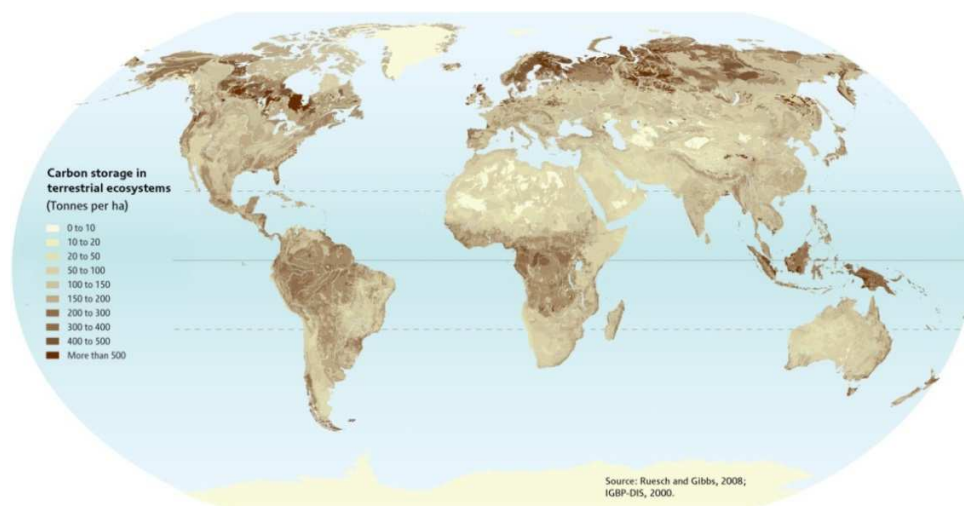 Carbon storage in
terrestrial ecosystems
(Tonnes per ha)
0 to 10
10 to 20
20 to 50
50 to 100
100 to 150
150 to 200
200 to 300
300 to 400
400 to 500
More than 500
Source: Ruesch and Gibbs, 2008;
IGBP-DIS, 2000.